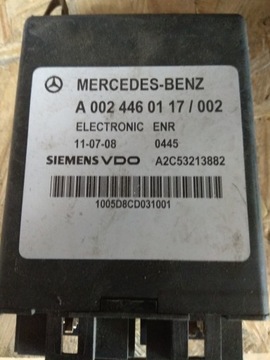 MERCEDES-BENZ
A 002 446 01 17 / 002
ELECTRONIC ENR
11-07-08 0445
SIEMENS VDO A2C53213882
1005D8CD031001